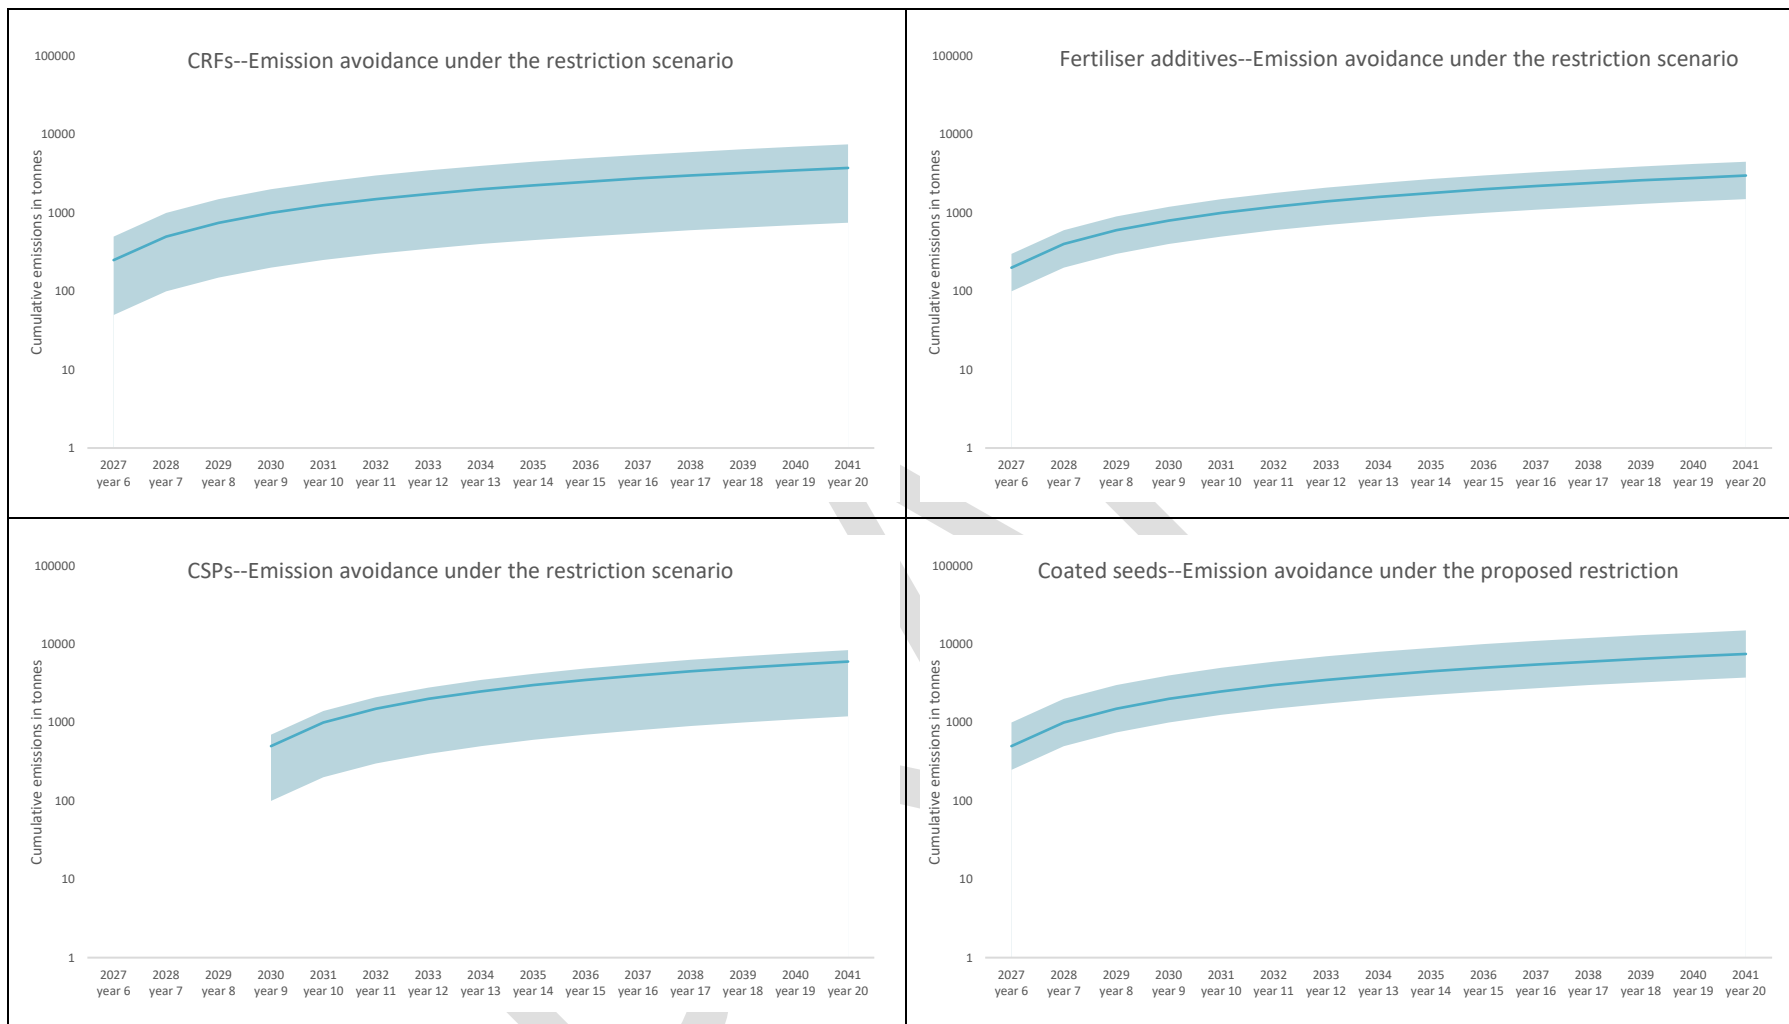 CRFs--Emission avoidance under the restriction scenario
Cumulative emissions in tonnes
100000
10000
1000
100
10
1
2027 2028 2029 2030 2031 2032 2033 2034 2035 2036 2037 2038 2039 2040 2041
year 6 year 7 year 8 year 9 year 10 year 11 year 12 year 13 year 14 year 15 year 16 year 17 year 18 year 19 year 20
Fertiliser additives--Emission avoidance under the restriction scenario
Cumulative emissions in tonnes
100000
10000
1000
100
10
1
2027 2028 2029 2030 2031 2032 2033 2034 2035 2036 2037 2038 2039 2040 2041
year 6 year 7 year 8 year 9 year 10 year 11 year 12 year 13 year 14 year 15 year 16 year 17 year 18 year 19 year 20
CSPs--Emission avoidance under the restriction scenario
Cumulative emissions in tonnes
100000
10000
1000
100
10
1
2027 2028 2029 2030 2031 2032 2033 2034 2035 2036 2037 2038 2039 2040 2041
year 6 year 7 year 8 year 9 year 10 year 11 year 12 year 13 year 14 year 15 year 16 year 17 year 18 year 19 year 20
Coated seeds--Emission avoidance under the proposed restriction
Cumulative emissions in tonnes
100000
10000
1000
100
10
1
2027 2028 2029 2030 2031 2032 2033 2034 2035 2036 2037 2038 2039 2040 2041
year 6 year 7 year 8 year 9 year 10 year 11 year 12 year 13 year 14 year 15 year 16 year 17 year 18 year 19 year 20